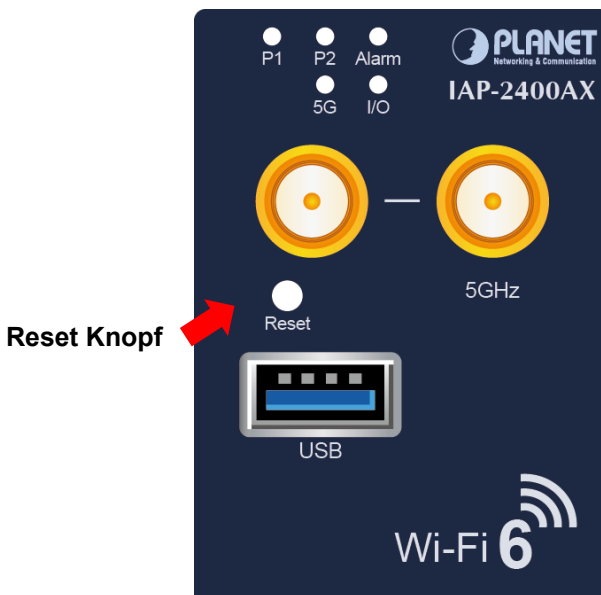 P1 P2 Alarm
PLANET
Networking & Communication
5G I/O
IAP-2400AX
5GHz
Reset Knopf
Reset
USB
Wi-Fi 6